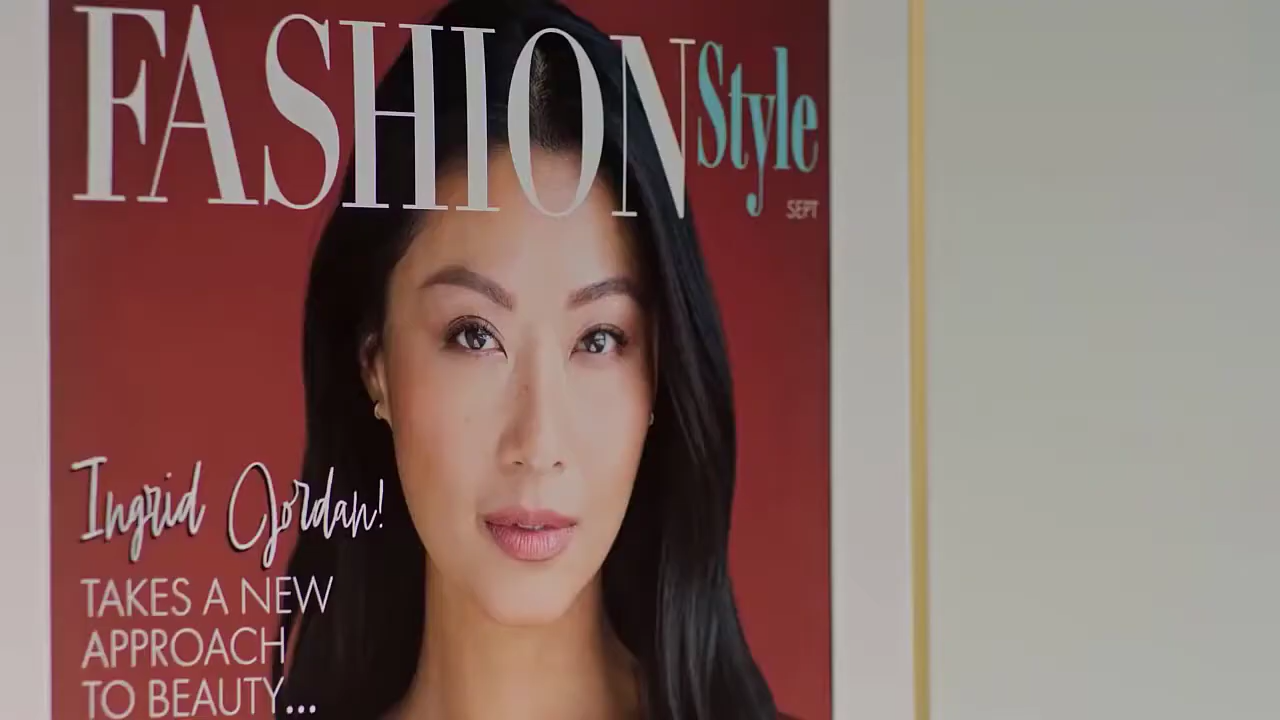 FASHION Style
SEPT
Ingrid Jordan!
TAKES A NEW
APPROACH
TO BEAUTY...